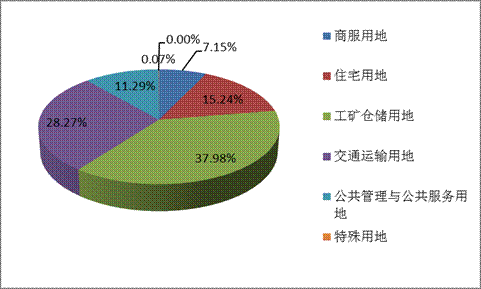 0.00%
0.07%
7.15%
11.29%
15.24%
28.27%
37.98%
商服用地
住宅用地
工矿仓储用地
交通运输用地
公共管理与公共服务用
地
特殊用地